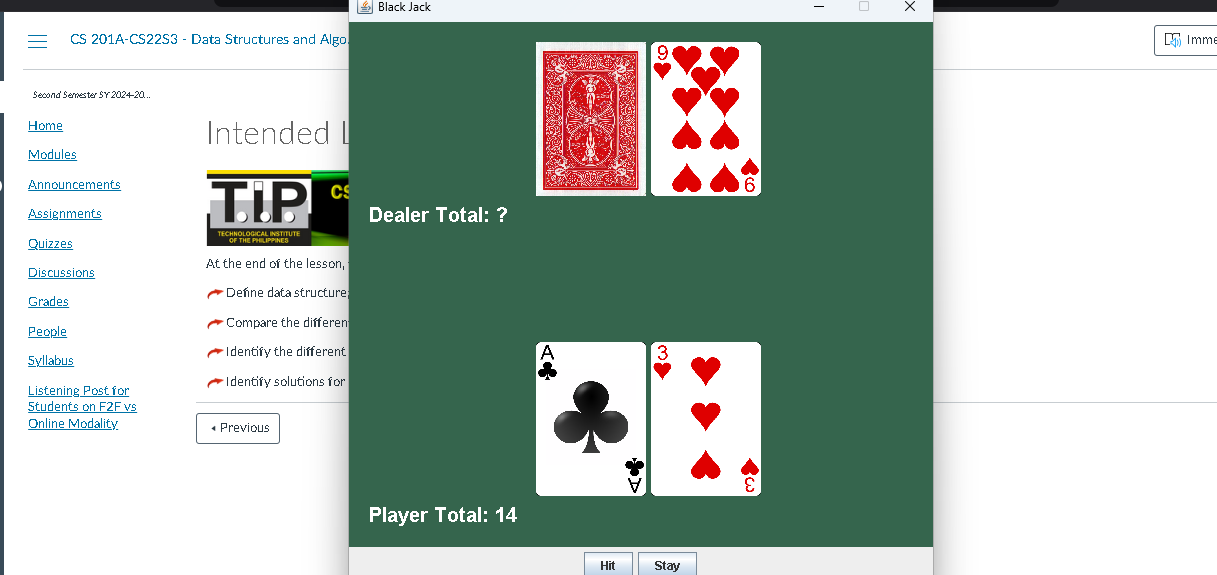 Black Jack
CS 201A-CS22S3 - Data Structures and Algo.
Imme
Second Semester SY 2024-20...
Home
Modules
Announcements
Assignments
Quizzes
Discussions
Grades
People
Syllabus
Listening Post for
Students on F2F vs
Online Modality
Intended L
T.I.P
TECHNOLOGICAL INSTITUTE
OF THE PHILIPPINES
CS
At the end of the lesson,
Define data structure;
Compare the differen
Identify the different
Identify solutions for
Previous
9
9
Dealer Total: ?
A
A
3
3
Player Total: 14
Hit
Stay